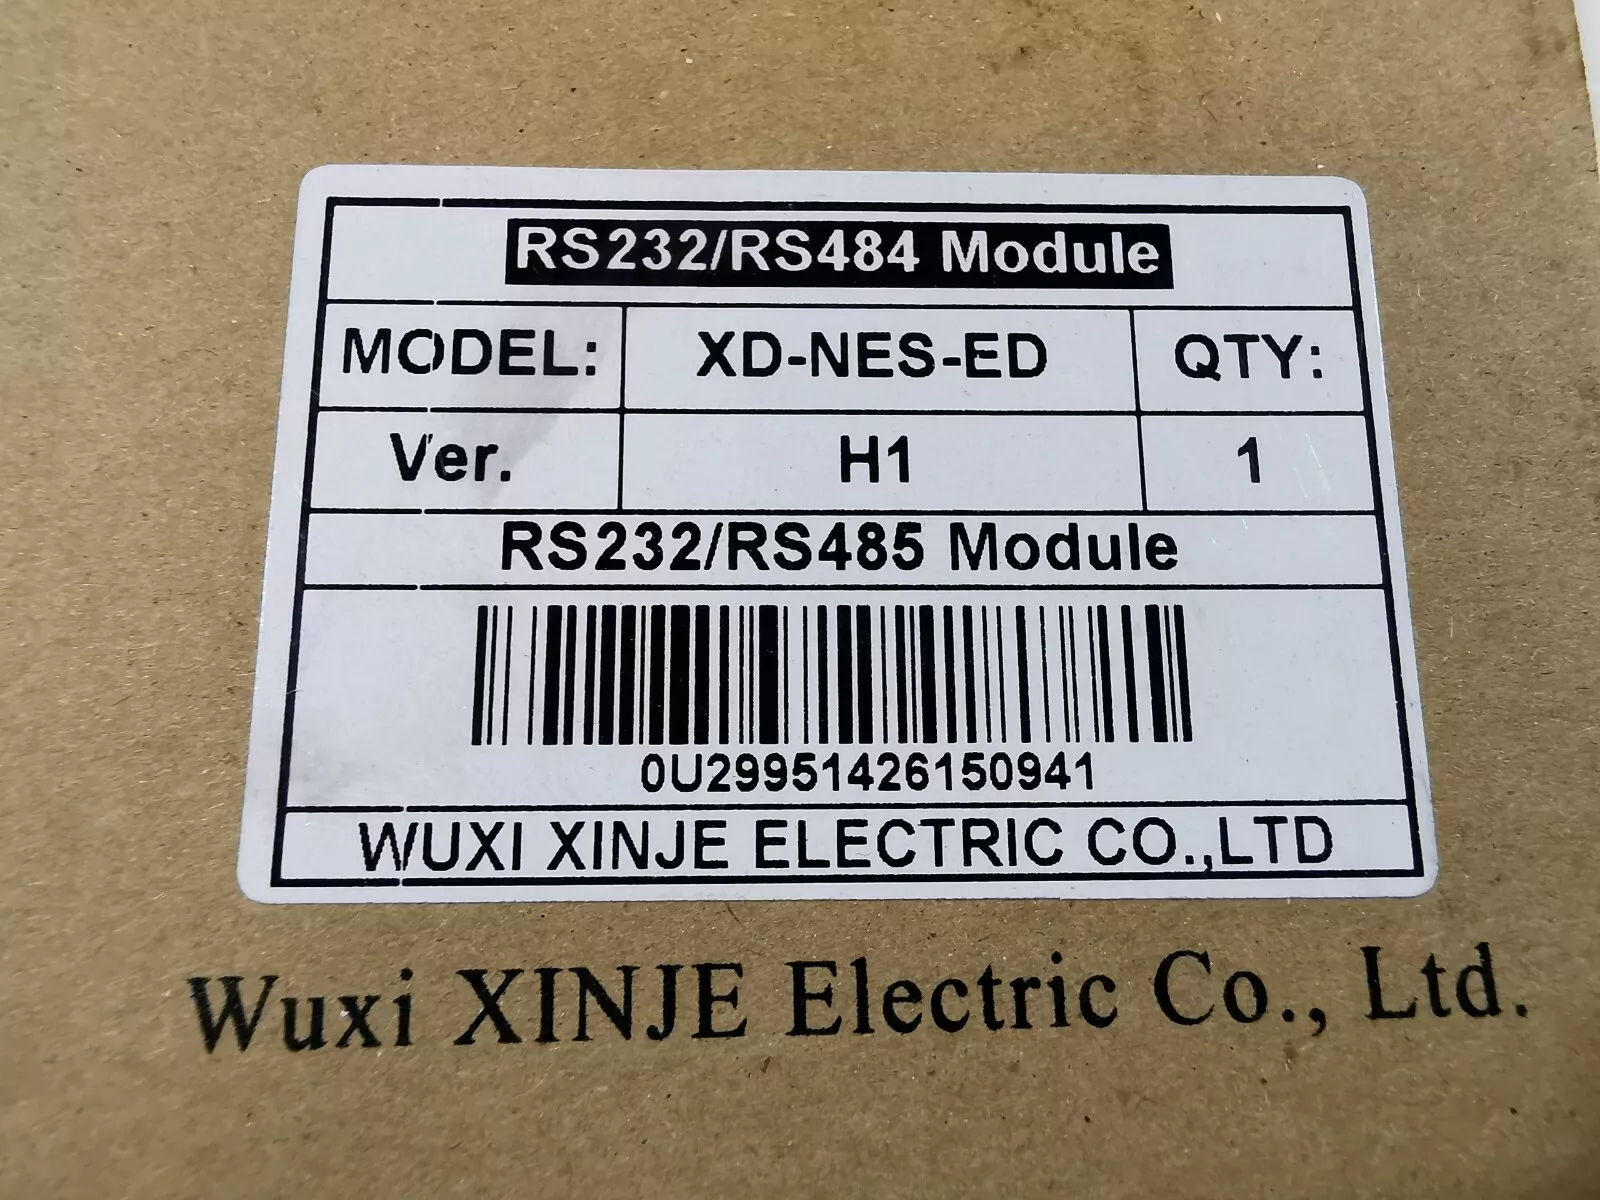 RS232/RS484 Module
MODEL: XD-NES-ED QTY:
Ver. H1 1
RS232/RS485 Module
0U29951426150941
WUXI XINJE ELECTRIC CO.,LTD
Wuxi XINJE Electric Co., Ltd.